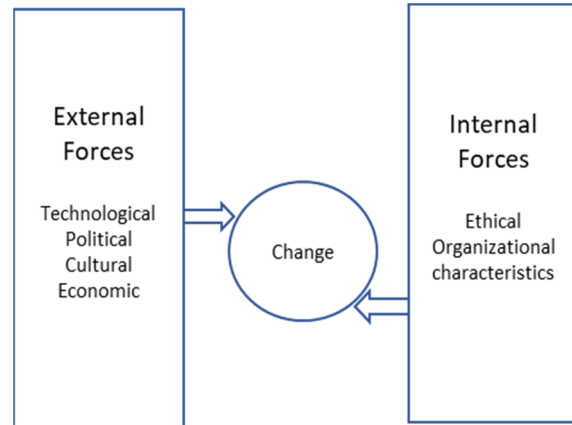 External
Forces
Technological
Political
Cultural
Economic
Change
Internal
Forces
Ethical
Organizational
characteristics